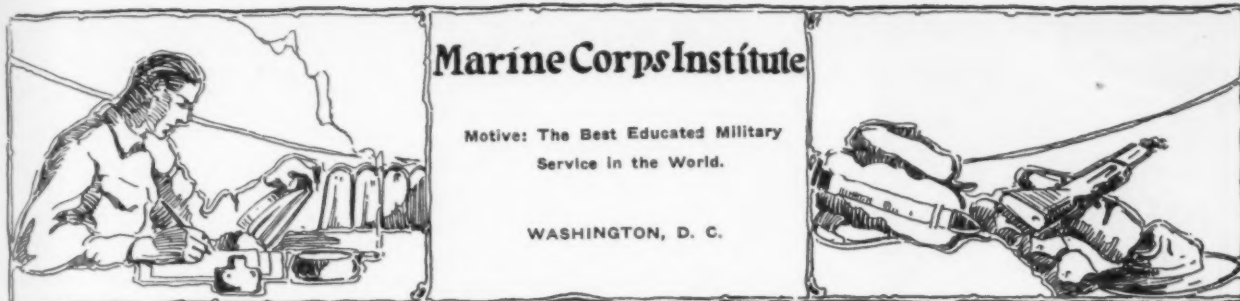 Marine Corps Institute
Motive: The Best Educated Military
Service in the World.
WASHINGTON, D. C.